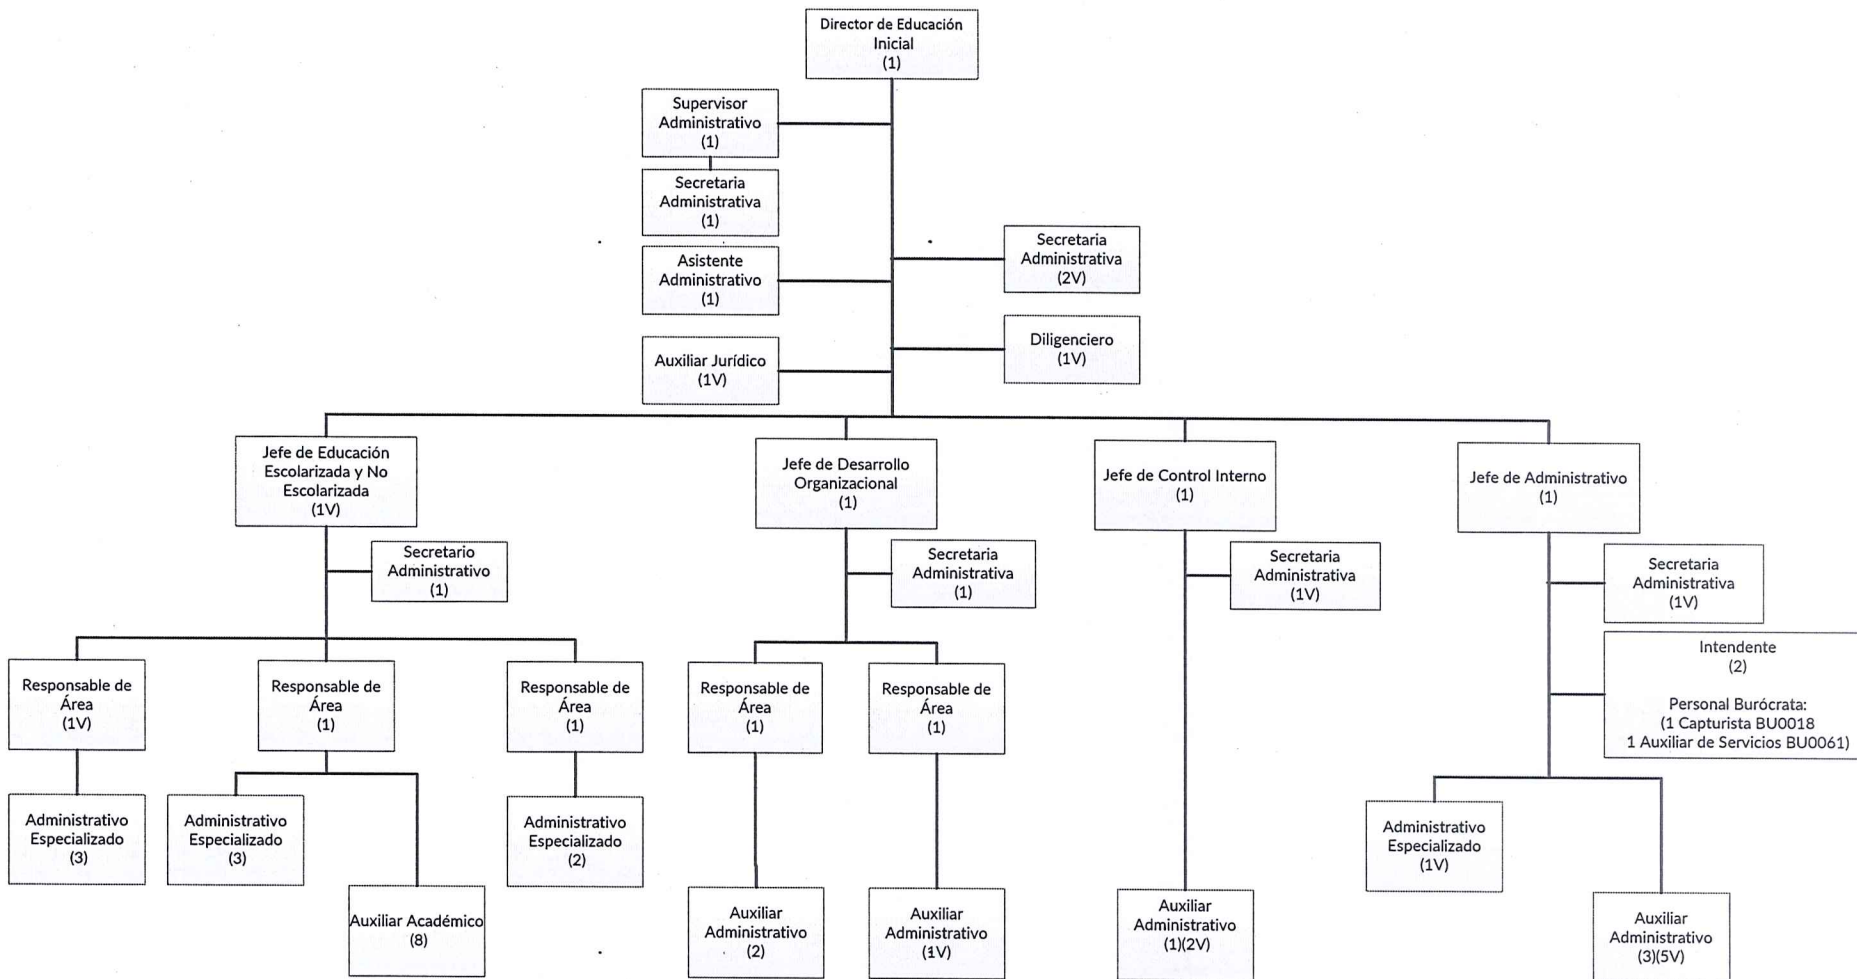 Director de Educación
Inicial
(1)
Supervisor
Administrativo
(1)
Secretaria
Administrativa
(1)
Asistente
Administrativo
(1)
Auxiliar Jurídico
(1V)
Secretaria
Administrativa
(2V)
Diligenciero
(1V)
Jefe de Educación
Escolarizada y No
Escolarizada
(1V)
Jefe de Desarrollo
Organizacional
(1)
Jefe de Control Interno
(1)
Jefe de Administrativo
(1)
Secretario
Administrativo
(1)
Secretaria
Administrativa
(1)
Secretaria
Administrativa
(1V)
Secretaria
Administrativa
(1V)
Intendente
(2)
Personal Burócrata:
(1 Capturista BU0018
1 Auxiliar de Servicios BU0061)
Responsable de
Área
(1V)
Responsable de
Área
(1)
Responsable de
Área
(1)
Responsable de
Área
(1)
Responsable de
Área
(1)
Administrativo
Especializado
(3)
Administrativo
Especializado
(3)
Administrativo
Especializado
(2)
Administrativo
Especializado
(1V)
Auxiliar Académico
(8)
Auxiliar
Administrativo
(2)
Auxiliar
Administrativo
(1V)
Auxiliar
Administrativo
(1)(2V)
Auxiliar
Administrativo
(3)(5V)